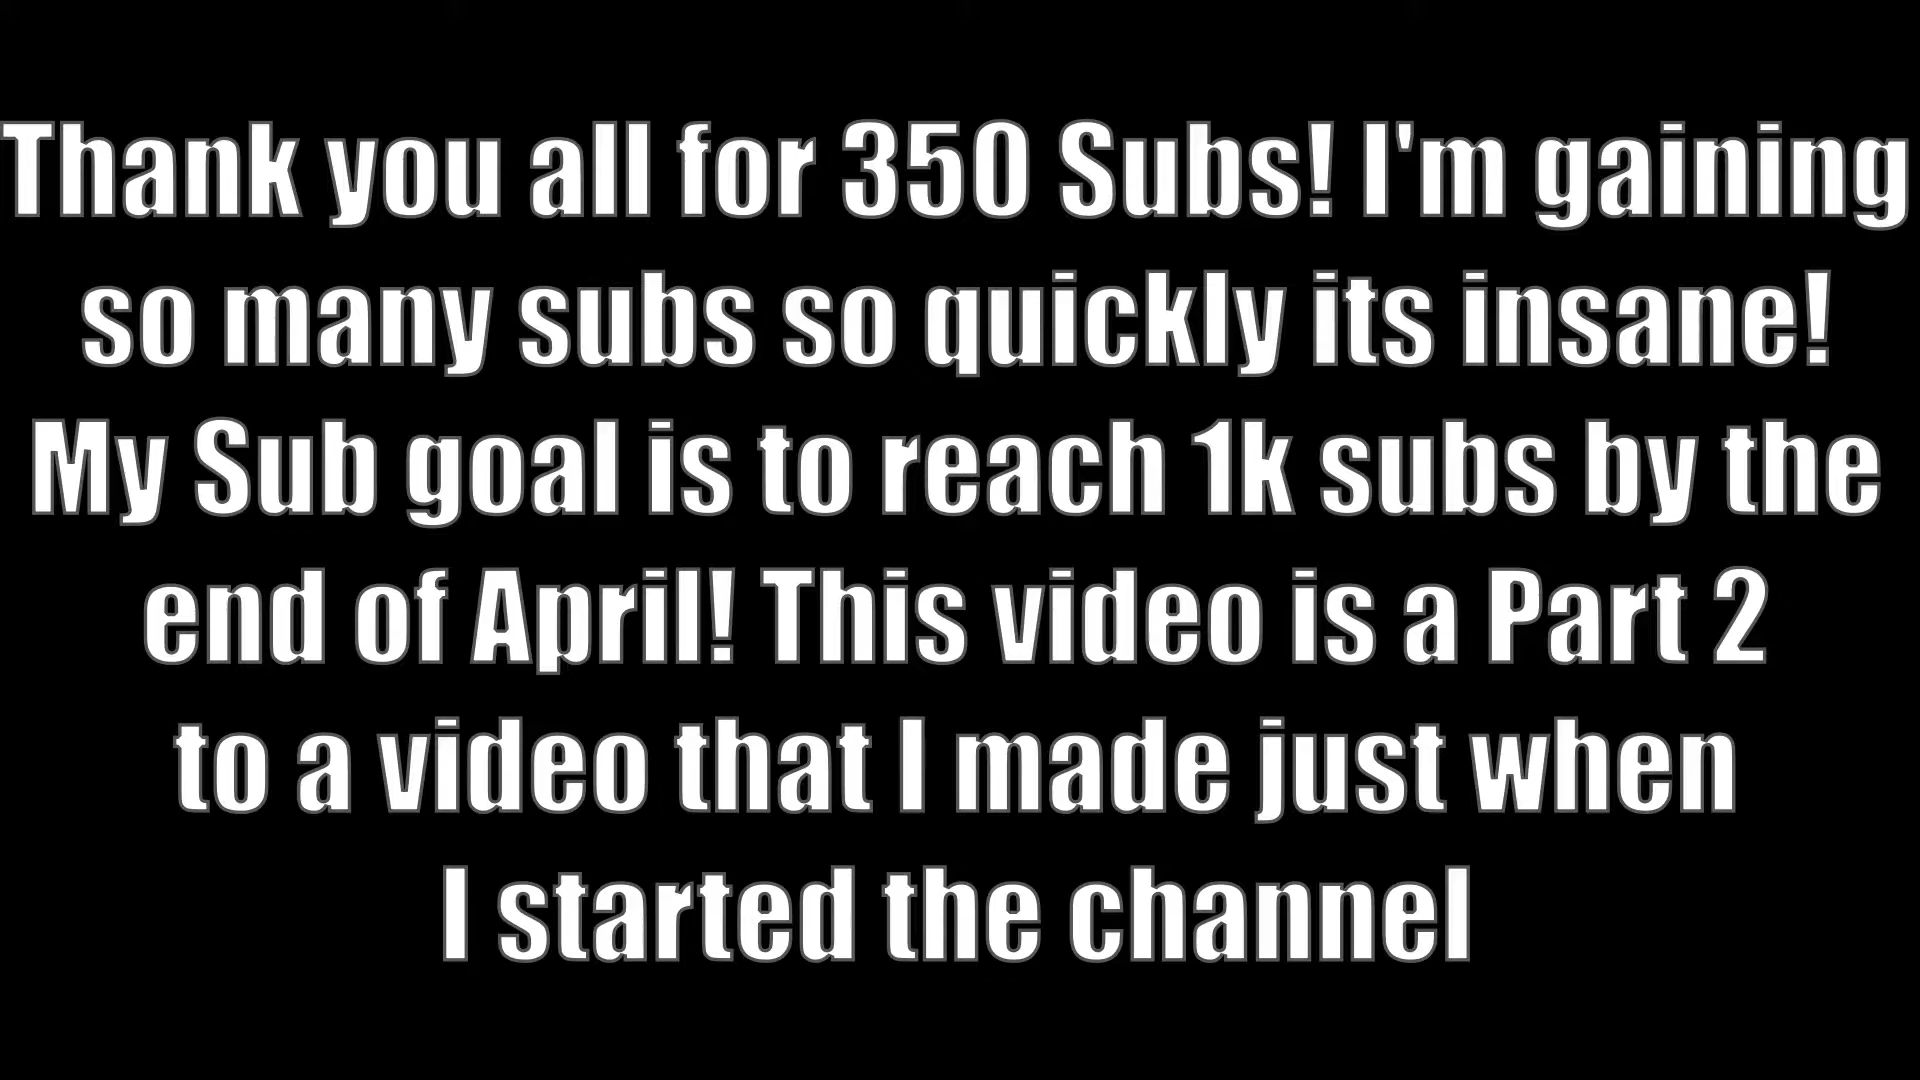 Thank you all for 350 Subs! I'm gaining
so many subs so quickly its insane!
My Sub goal is to reach 1k subs by the
end of April! This video is a Part 2
to a video that I made just when
I started the channel